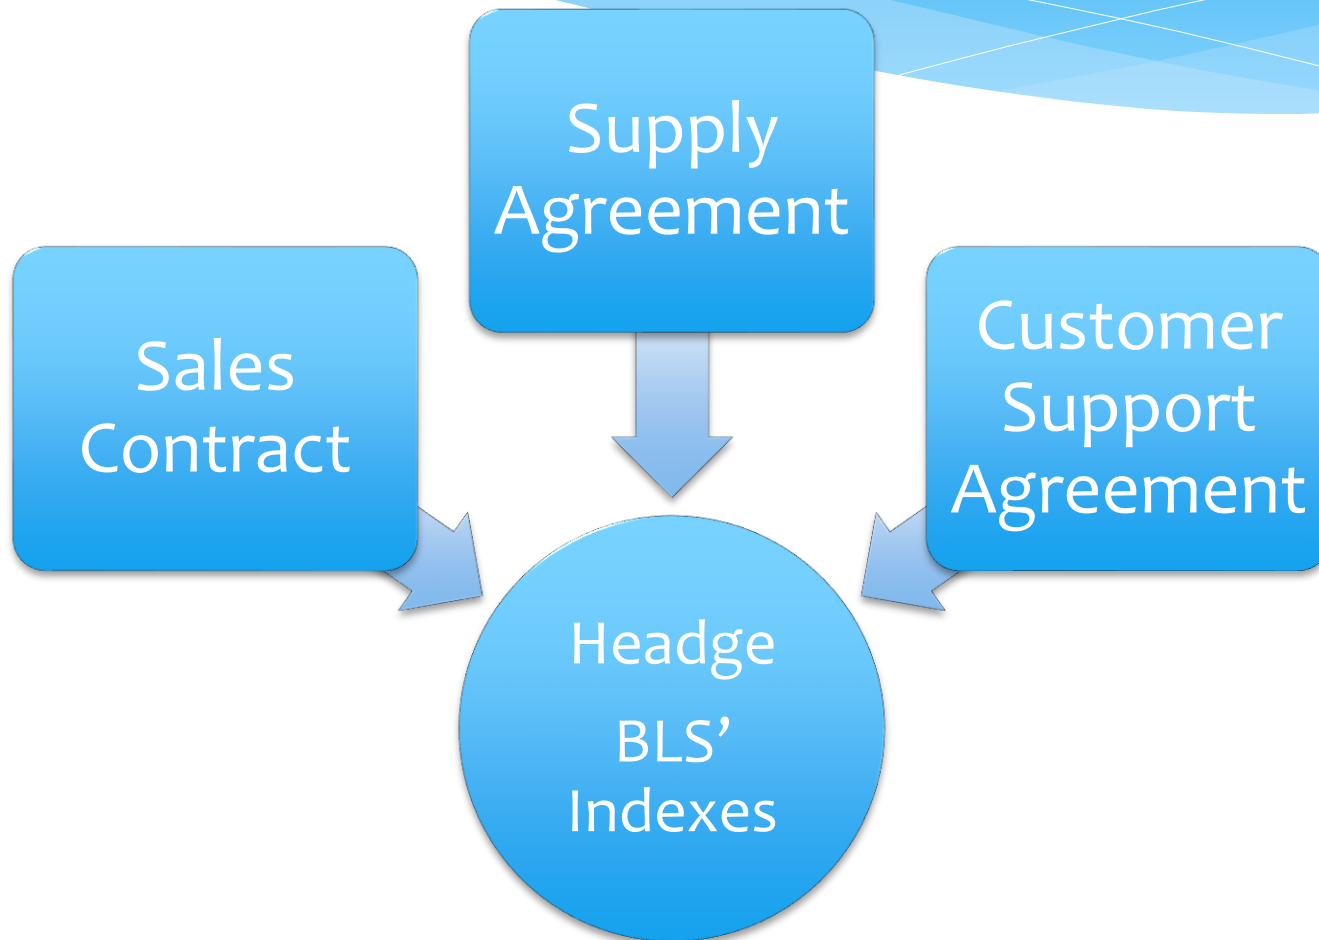 Supply
Agreement
Sales
Contract
Customer
Support
Agreement
Headge
BLS’
Indexes